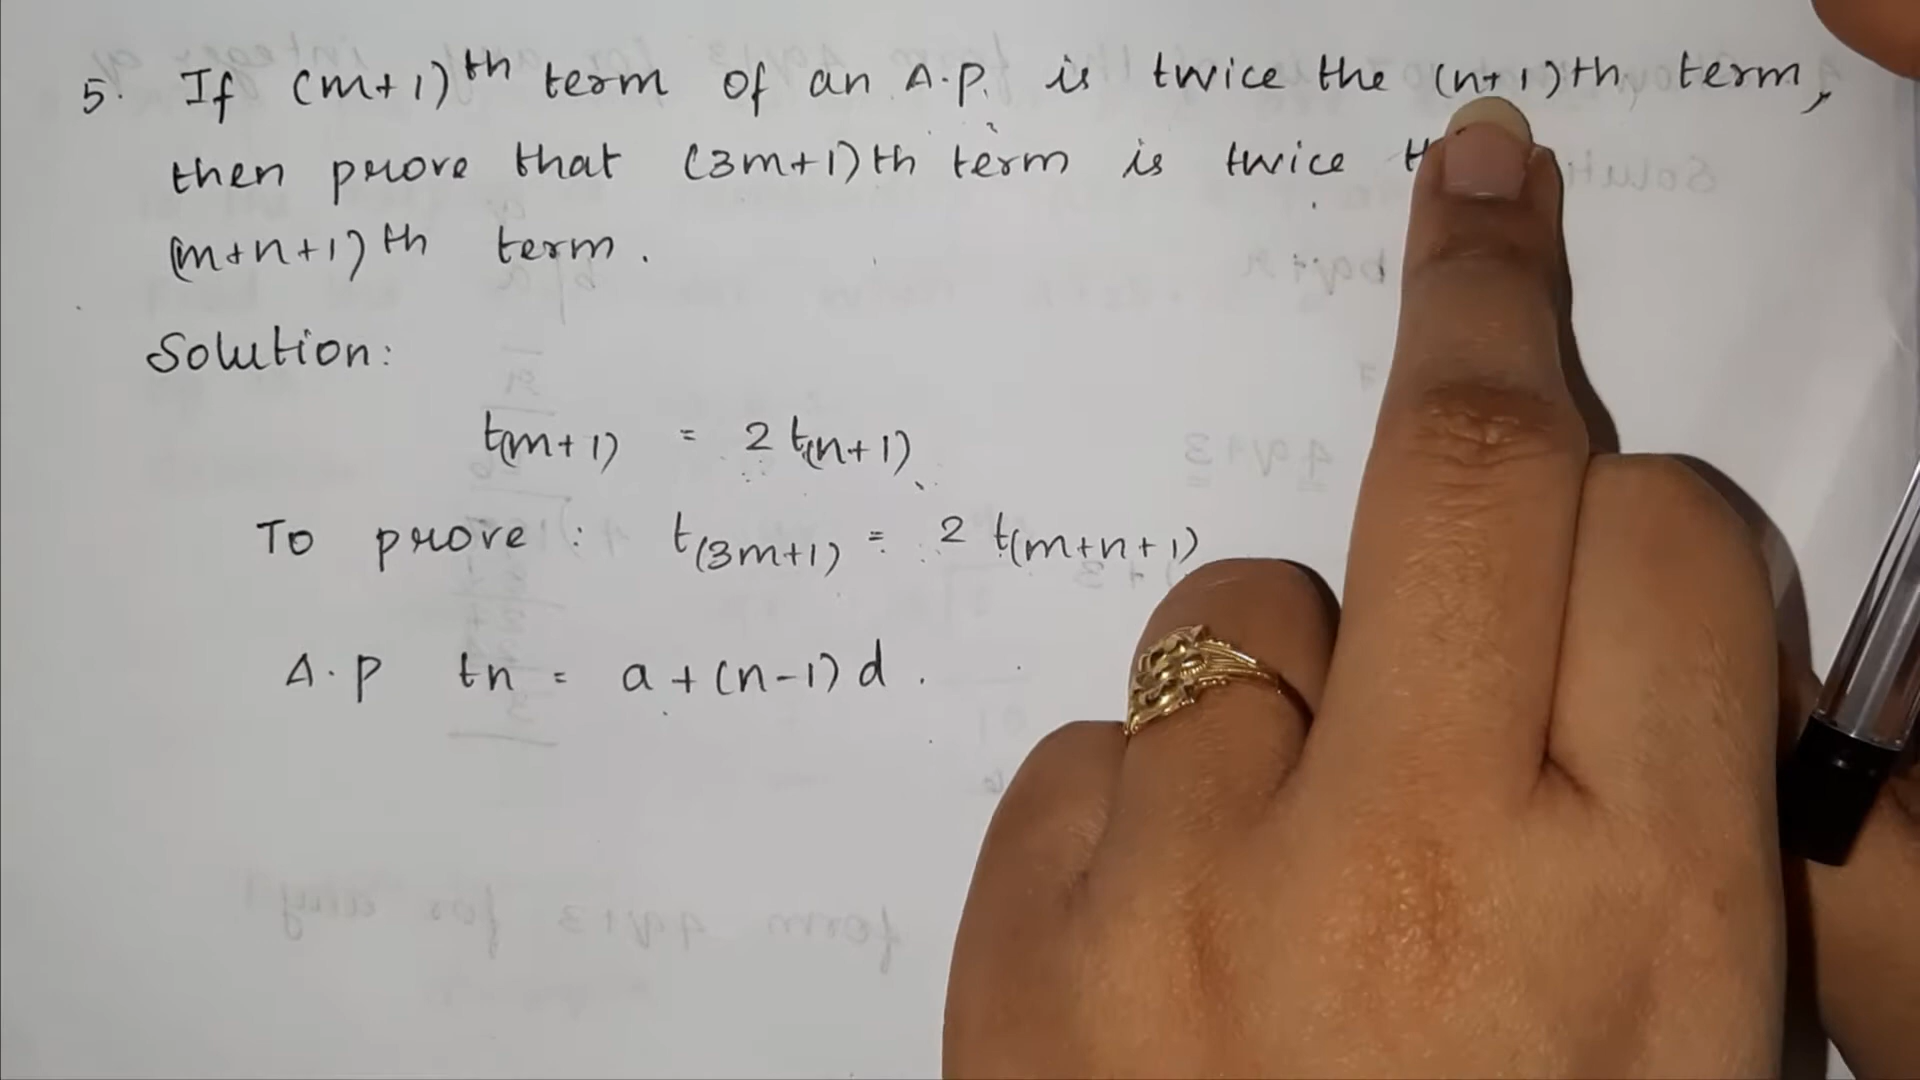 5. If (m+1)th term of an A.P. is twice the (n+1)th term,
then prove that (3m+1)th term is twice
(m+n+1)th term.
Solution:
t(m+1) = 2 t(n+1)
To prove: t(3m+1) = 2 t(m+n+1)
A.P tn = a + (n-1) d.